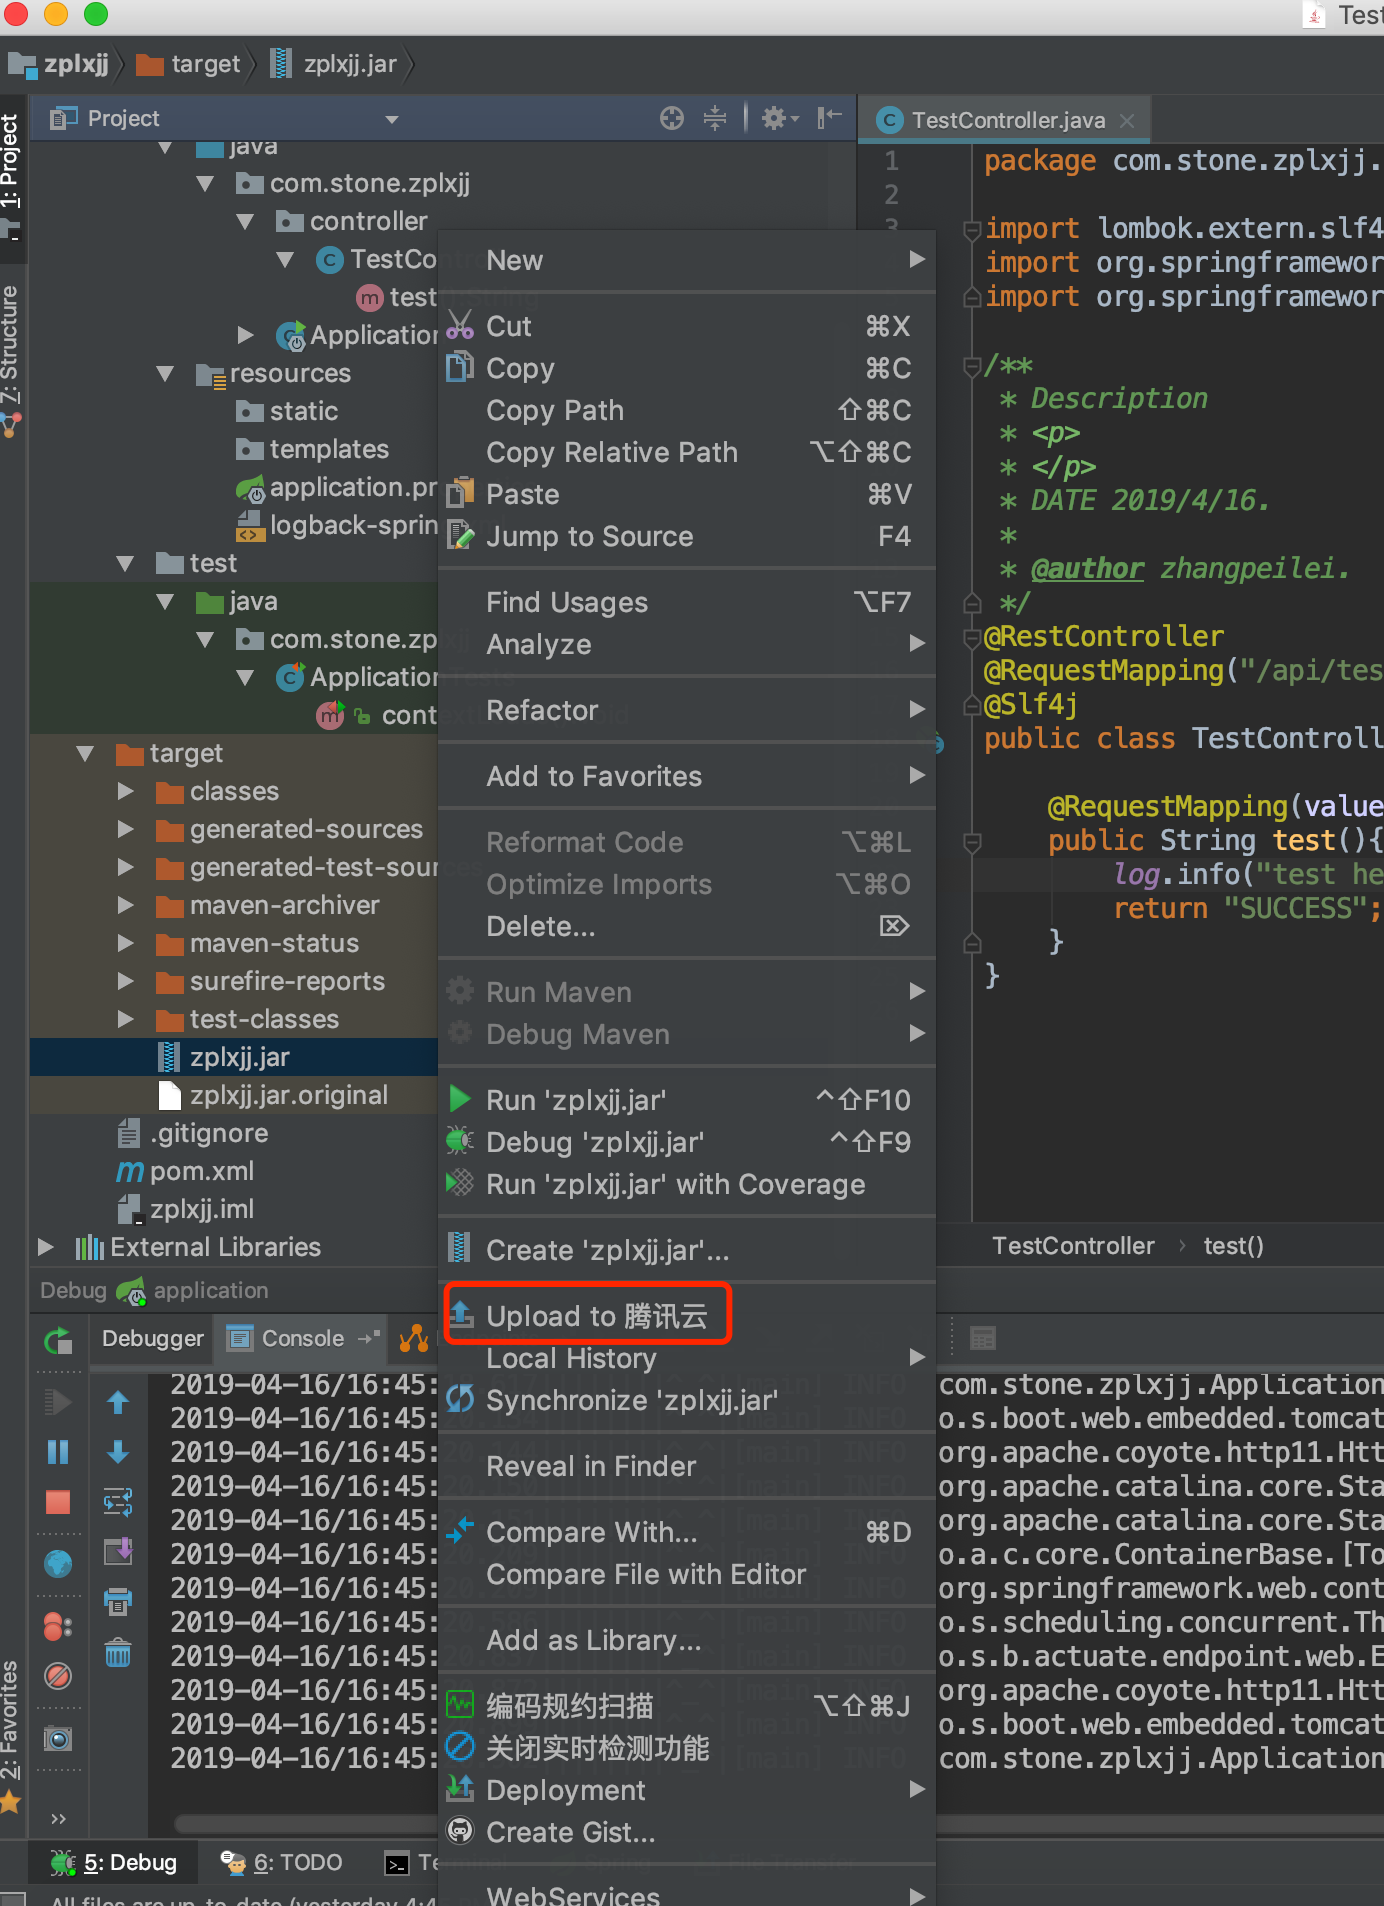 Test
zplxjj
target
zplxjj.jar
Project
TestController.java
1: Project
7: Structure
2: Favorites
java
com.stone.zplxjj
controller
TestCo
test
Application
resources
static
templates
application.pr
logback-sprin
test
java
com.stone.zp
Application
cont
target
classes
generated-sources
generated-test-sour
maven-archiver
maven-status
surefire-reports
test-classes
zplxjj.jar
zplxjj.jar.original
.gitignore
pom.xml
zplxjj.iml
External Libraries
New
Cut ⌘X
Copy ⌘C
Copy Path ⇧⌘C
Copy Relative Path ⌥⇧⌘C
Paste ⌘V
Jump to Source F4
Find Usages ⌥F7
Analyze
Refactor
Add to Favorites
Reformat Code ⌥⌘L
Optimize Imports ⌥⌘O
Delete... ⌦
Run Maven
Debug Maven
Run 'zplxjj.jar' ^⇧F10
Debug 'zplxjj.jar' ^⇧F9
Run 'zplxjj.jar' with Coverage
Create 'zplxjj.jar'...
Upload to 腾讯云
Local History
Synchronize 'zplxjj.jar'
Reveal in Finder
Compare With... ⌘D
Compare File with Editor
Add as Library...
编码规约扫描 ⌥⇧⌘J
关闭实时检测功能
Deployment
Create Gist...
WebServices
1
2
3
package com.stone.zplxjj.
import lombok.extern.slf4
import org.springframewor
import org.springframewor
/**
* Description
* <p>
* </p>
* DATE 2019/4/16.
*
* @author zhangpeilei.
*/
@RestController
@RequestMapping("/api/tes
@Slf4j
public class TestControll
@RequestMapping(value
public String test(){
log.info("test he
return "SUCCESS";
}
}
TestController › test()
Debug application
Debugger Console
2019-04-16/16:45: com.stone.zplxjj.Application
2019-04-16/16:45: o.s.boot.web.embedded.tomcat
2019-04-16/16:45: org.apache.coyote.http11.Htt
2019-04-16/16:45: org.apache.catalina.core.Sta
2019-04-16/16:45: org.apache.catalina.core.Sta
2019-04-16/16:45: o.a.c.core.ContainerBase.[To
2019-04-16/16:45: org.springframework.web.cont
2019-04-16/16:45: o.s.scheduling.concurrent.Th
2019-04-16/16:45: o.s.b.actuate.endpoint.web.E
2019-04-16/16:45: org.apache.coyote.http11.Htt
2019-04-16/16:45: o.s.boot.web.embedded.tomcat
2019-04-16/16:45: com.stone.zplxjj.Application
5: Debug 6: TODO Te
All files are up-to-date (yesterday 4:4